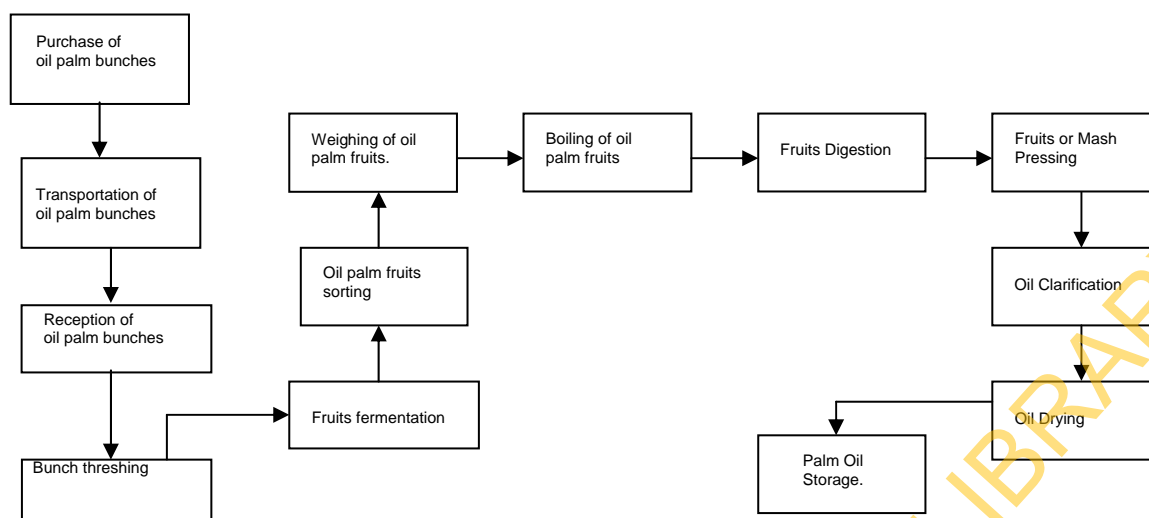 Purchase of
oil palm bunches
Transportation of
oil palm bunches
Reception of
oil palm bunches
Bunch threshing
Fruits fermentation
Oil palm fruits
sorting
Weighing of oil
palm fruits.
Boiling of oil
palm fruits
Fruits Digestion
Fruits or Mash
Pressing
Oil Clarification
Oil Drying
Palm Oil
Storage.